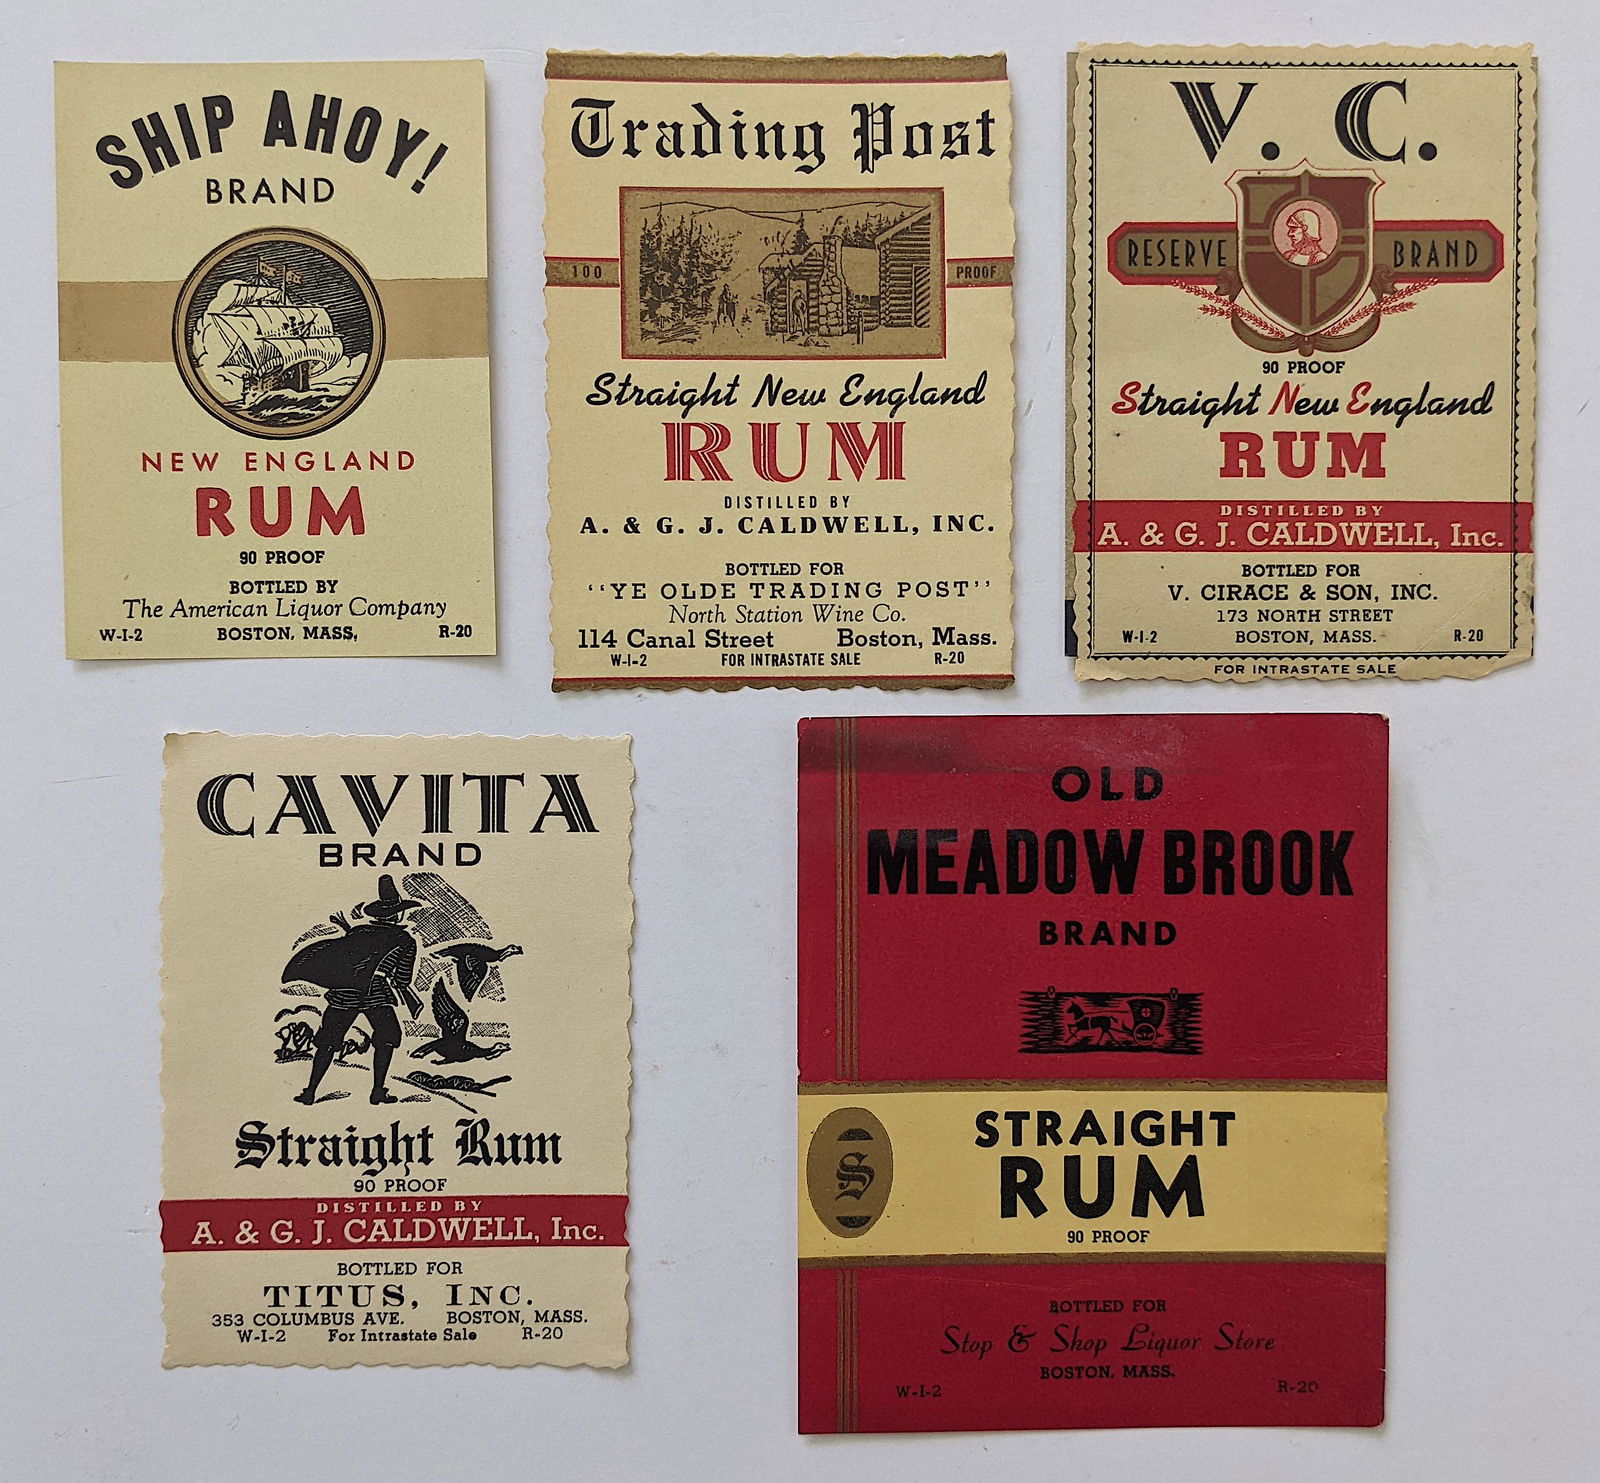 SHIP AHOY!
BRAND
NEW ENGLAND
RUM
90 PROOF
BOTTLED BY
The American Liquor Company
W-I-2 BOSTON, MASS, R-20
Trading Post
100 PROOF
Straight New England
RUM
DISTILLED BY
A. & G. J. CALDWELL, INC.
BOTTLED FOR
"YE OLDE TRADING POST"
North Station Wine Co.
114 Canal Street Boston, Mass.
W-I-2 FOR INTRASTATE SALE R-20
V. C.
RESERVE BRAND
90 PROOF
Straight New England
RUM
DISTILLED BY
A. & G. J. CALDWELL, Inc.
BOTTLED FOR
V. CIRACE & SON, INC.
173 NORTH STREET
W-I-2 BOSTON, MASS. R-20
FOR INTRASTATE SALE
CAVITA
BRAND
Straight Rum
90 PROOF
DISTILLED BY
A. & G. J. CALDWELL, Inc.
BOTTLED FOR
TITUS, INC.
353 COLUMBUS AVE. BOSTON, MASS.
W-I-2 For Intrastate Sale R-20
OLD
MEADOW BROOK
BRAND
STRAIGHT
S
RUM
90 PROOF
BOTTLED FOR
Stop & Shop Liquor Store
BOSTON, MASS.
W-I-2 R-20